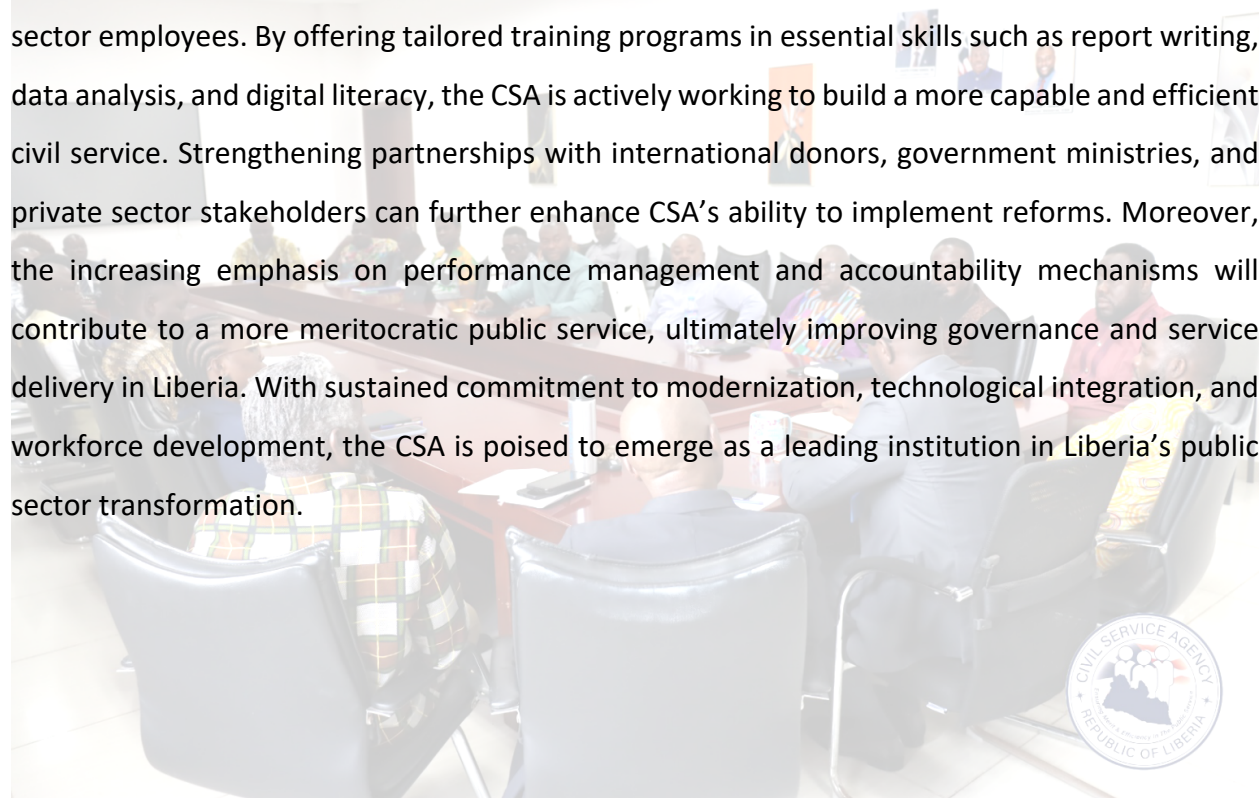 sector employees. By offering tailored training programs in essential skills such as report writing,
data analysis, and digital literacy, the CSA is actively working to build a more capable and efficient
civil service. Strengthening partnerships with international donors, government ministries, and
private sector stakeholders can further enhance CSA’s ability to implement reforms. Moreover,
the increasing emphasis on performance management and accountability mechanisms will
contribute to a more meritocratic public service, ultimately improving governance and service
delivery in Liberia. With sustained commitment to modernization, technological integration, and
workforce development, the CSA is poised to emerge as a leading institution in Liberia’s public
sector transformation.
CIVIL SERVICE AGENCY
REPUBLIC OF LIBERIA